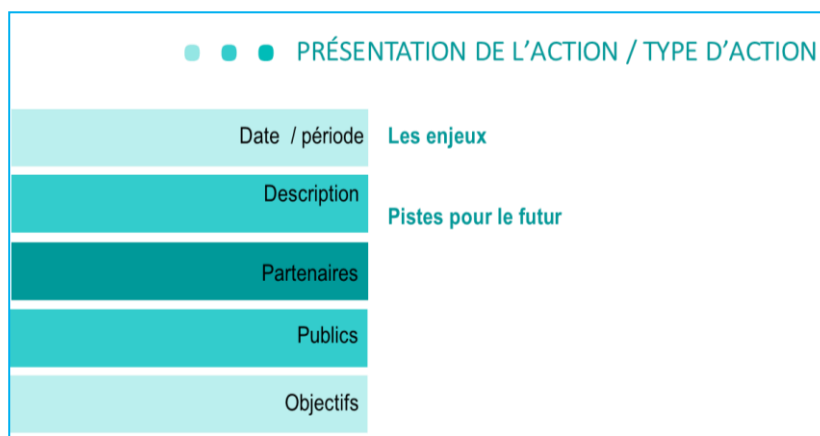 PRÉSENTATION DE L’ACTION / TYPE D’ACTION
Date / période
Description
Partenaires
Publics
Objectifs
Les enjeux
Pistes pour le futur